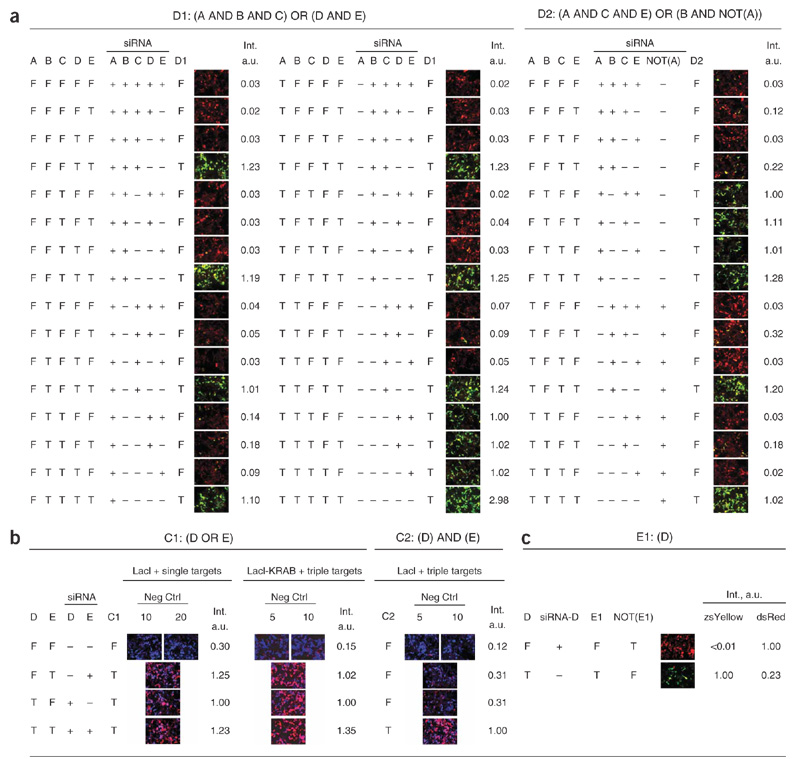 a
D1: (A AND B AND C) OR (D AND E) D2: (A AND C AND E) OR (B AND NOT(A))
siRNA siRNA siRNA
A B C D E A B C D E D1 Int. a.u. A B C D E A B C D E D1 Int. a.u. A B C E A B C E NOT(A) D2 Int. a.u.
F F F F F + + + + + F 0.03 T F F F F − + + + + F 0.02 F F F F + + + + − F 0.03
F F F F T + + + + − F 0.02 T F F F T − + + + − F 0.03 F F F T + + + − − F 0.12
F F F T F + + + − + F 0.03 T F F T F − + + − + F 0.03 F F T F + + − + − F 0.03
F F F T T + + + − − T 1.23 T F F T T − + + − − T 1.23 F F T T + + − − − F 0.22
F F T F F + + − + + F 0.03 T F T F F − + − + + F 0.02 F T F F + − + + − T 1.00
F F T F T + + − + − F 0.03 T F T F T − + − + − F 0.04 F T F T + − + − − T 1.11
F F T T F + + − − + F 0.03 T F T T F − + − − + F 0.03 F T T F + − − + − T 1.01
F F T T T + + − − − T 1.19 T F T T T − + − − − T 1.25 F T T T + − − − − T 1.28
F T F F F + − + + + F 0.04 T T F F F − − + + + F 0.07 T F F F − + + + + F 0.03
F T F F T + − + + − F 0.05 T T F F T − − + + − F 0.09 T F F T − + + − + F 0.32
F T F T F + − + − + F 0.03 T T F T F − − + − + F 0.05 T F T F − + − + + F 0.03
F T F T T + − + − − T 1.01 T T F T T − − + − − T 1.24 T F T T − + − − + T 1.20
F T T F F + − − + + F 0.14 T T T F F − − − + + T 1.00 T T F F − − + + + F 0.03
F T T F T + − − + − F 0.18 T T T F T − − − + − T 1.02 T T F T − − + − + F 0.18
F T T T F + − − − + F 0.09 T T T T F − − − − + T 1.02 T T T F − − − + + F 0.02
F T T T T + − − − − T 1.10 T T T T T − − − − − T 2.98 T T T T − − − − + T 1.02
b
C1: (D OR E) C2: (D) AND (E)
LacI + single targets LacI-KRAB + triple targets LacI + triple targets
siRNA Neg Ctrl Neg Ctrl Neg Ctrl
D E D E C1 10 20 Int. a.u. 5 10 Int. a.u. C2 5 10 Int. a.u.
F F − − F 0.30 0.15 F 0.12
F T − + T 1.25 1.02 F 0.31
T F + − T 1.00 1.00 F 0.31
T T + + T 1.23 1.35 T 1.00
c
E1: (D)
Int., a.u.
D siRNA-D E1 NOT(E1) zsYellow dsRed
F + F T <0.01 1.00
T − T F 1.00 0.23